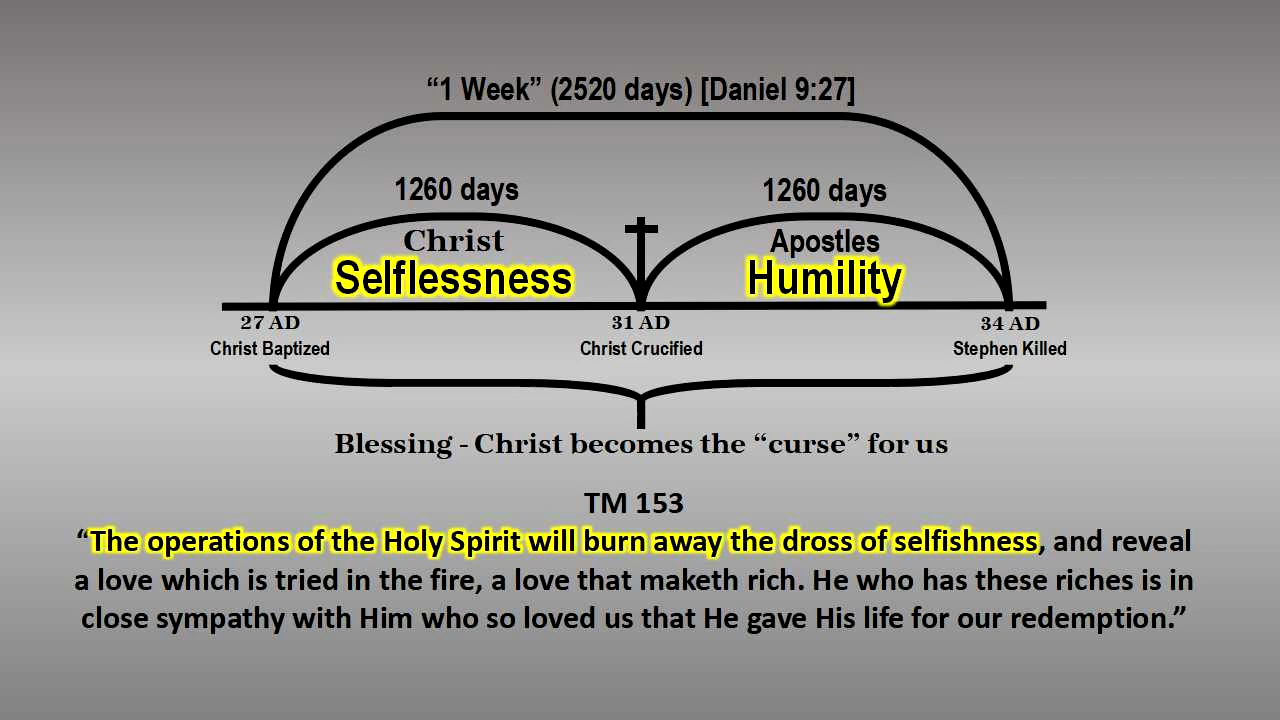 “1 Week” (2520 days) [Daniel 9:27]
1260 days
1260 days
Christ
Apostles
Selflessness
Humility
27 AD
31 AD
34 AD
Christ Baptized
Christ Crucified
Stephen Killed
Blessing - Christ becomes the “curse” for us
TM 153
“The operations of the Holy Spirit will burn away the dross of selfishness, and reveal
a love which is tried in the fire, a love that maketh rich. He who has these riches is in
close sympathy with Him who so loved us that He gave His life for our redemption.”